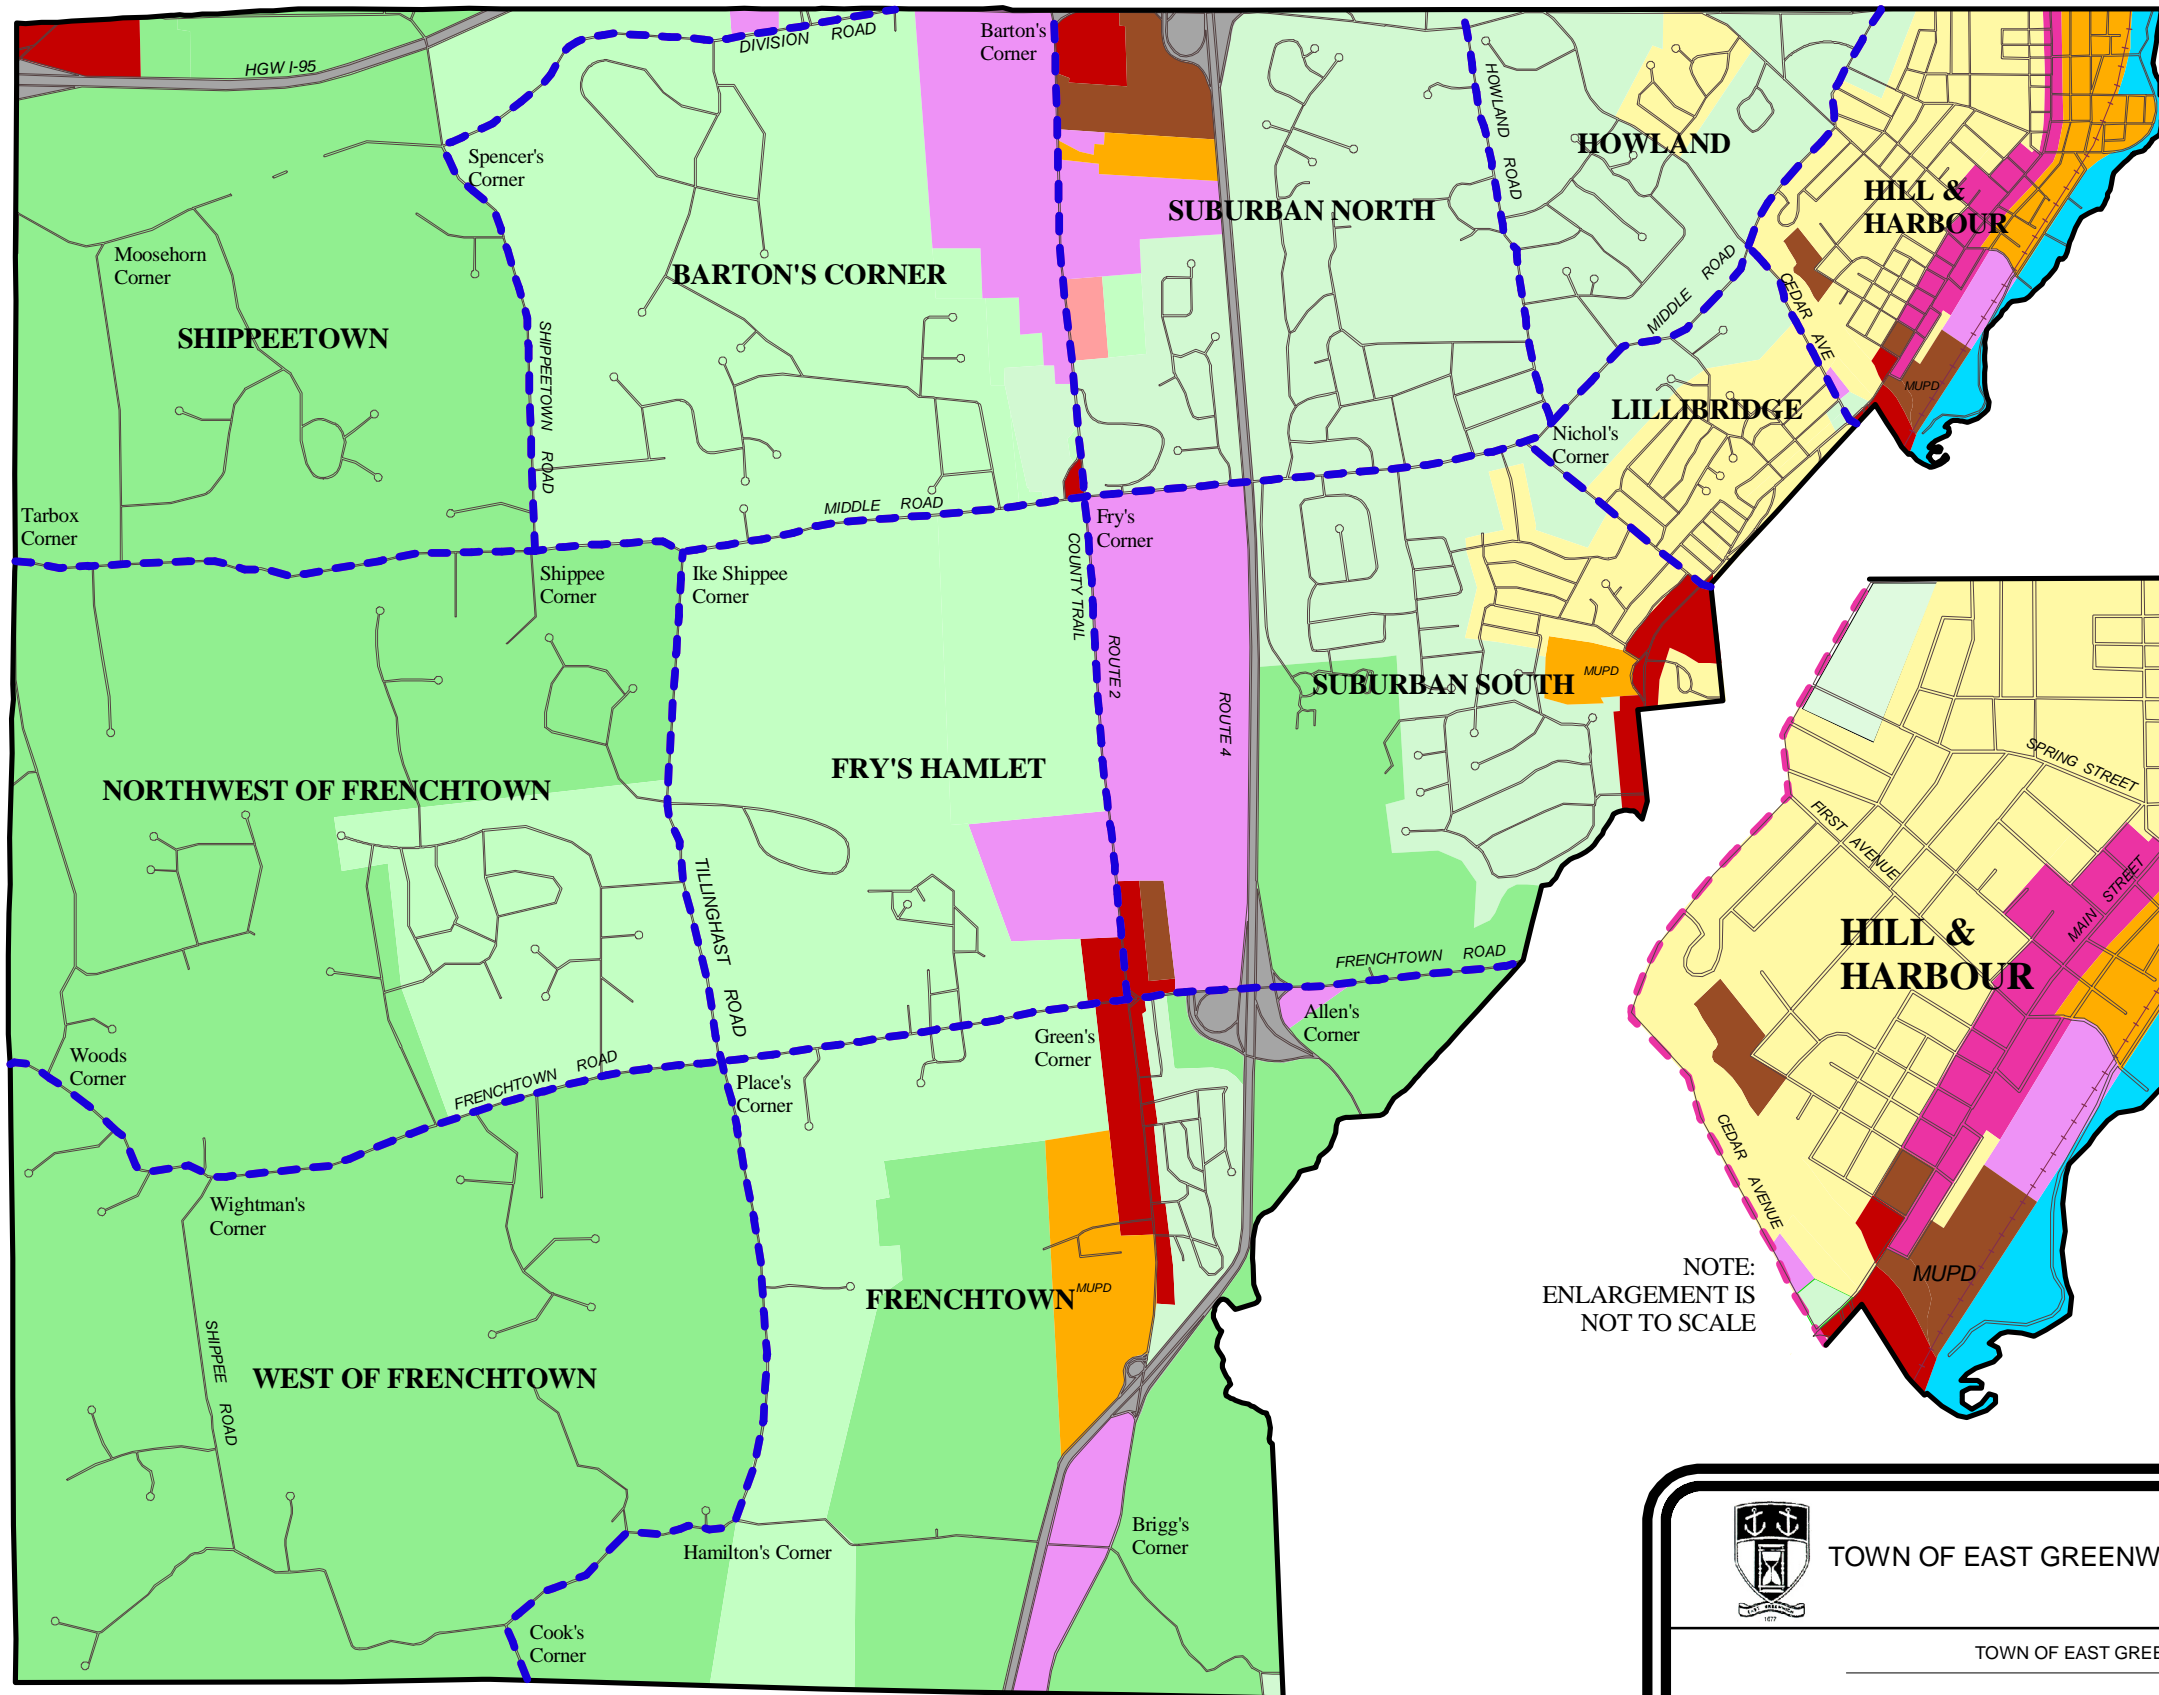 Barton's
Corner
DIVISION ROAD
HGW I-95
HOWLAND ROAD
HOWLAND
Spencer's
Corner
HILL &
HARBOUR
SUBURBAN NORTH
Moosehorn
Corner
BARTON'S CORNER
MIDDLE ROAD
CEDAR AVE
SHIPPEETOWN
SHIPPEETOWN ROAD
MUPD
LILLIBRIDGE
Nichol's
Corner
MIDDLE ROAD
Tarbox
Corner
Fry's
Corner
COUNTY TRAIL
Shippee
Corner
Ike Shippee
Corner
ROUTE 2
ROUTE 4
SUBURBAN SOUTH
MUPD
FRY'S HAMLET
NORTHWEST OF FRENCHTOWN
SPRING STREET
FIRST AVENUE
MAIN STREET
HILL &
HARBOUR
TILLINGHAST ROAD
FRENCHTOWN ROAD
Allen's
Corner
Green's
Corner
Woods
Corner
FRENCHTOWN ROAD
Place's
Corner
CEDAR AVENUE
Wightman's
Corner
NOTE:
ENLARGEMENT IS
NOT TO SCALE
MUPD
FRENCHTOWN
MUPD
SHIPPEE ROAD
WEST OF FRENCHTOWN
Hamilton's Corner
Brigg's
Corner
Cook's
Corner
TOWN OF EAST GREENW
1677
TOWN OF EAST GREE